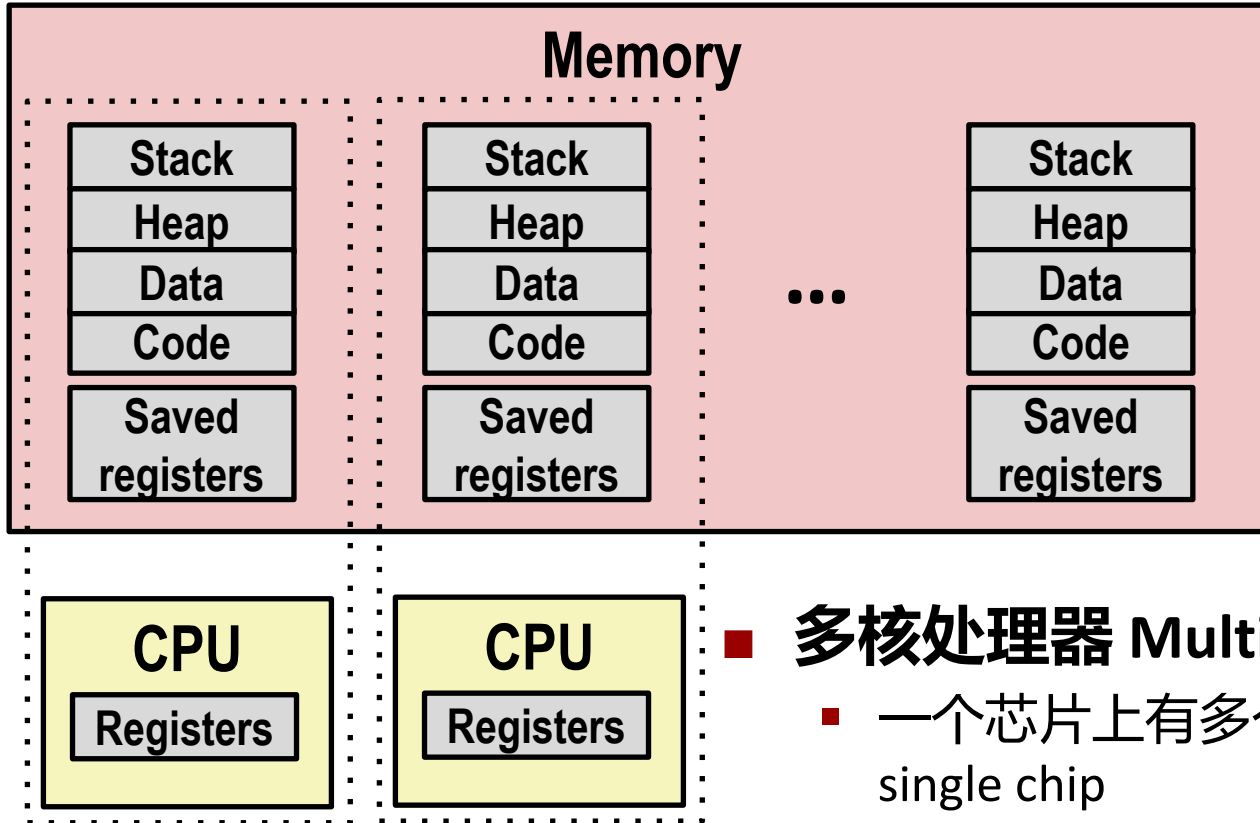 Memory
Stack
Heap
Data
Code
Saved
registers
Stack
Heap
Data
Code
Saved
registers
...
Stack
Heap
Data
Code
Saved
registers
CPU
Registers
CPU
Registers
■ 多核处理器 Mult
▪ 一个芯片上有多
single chip